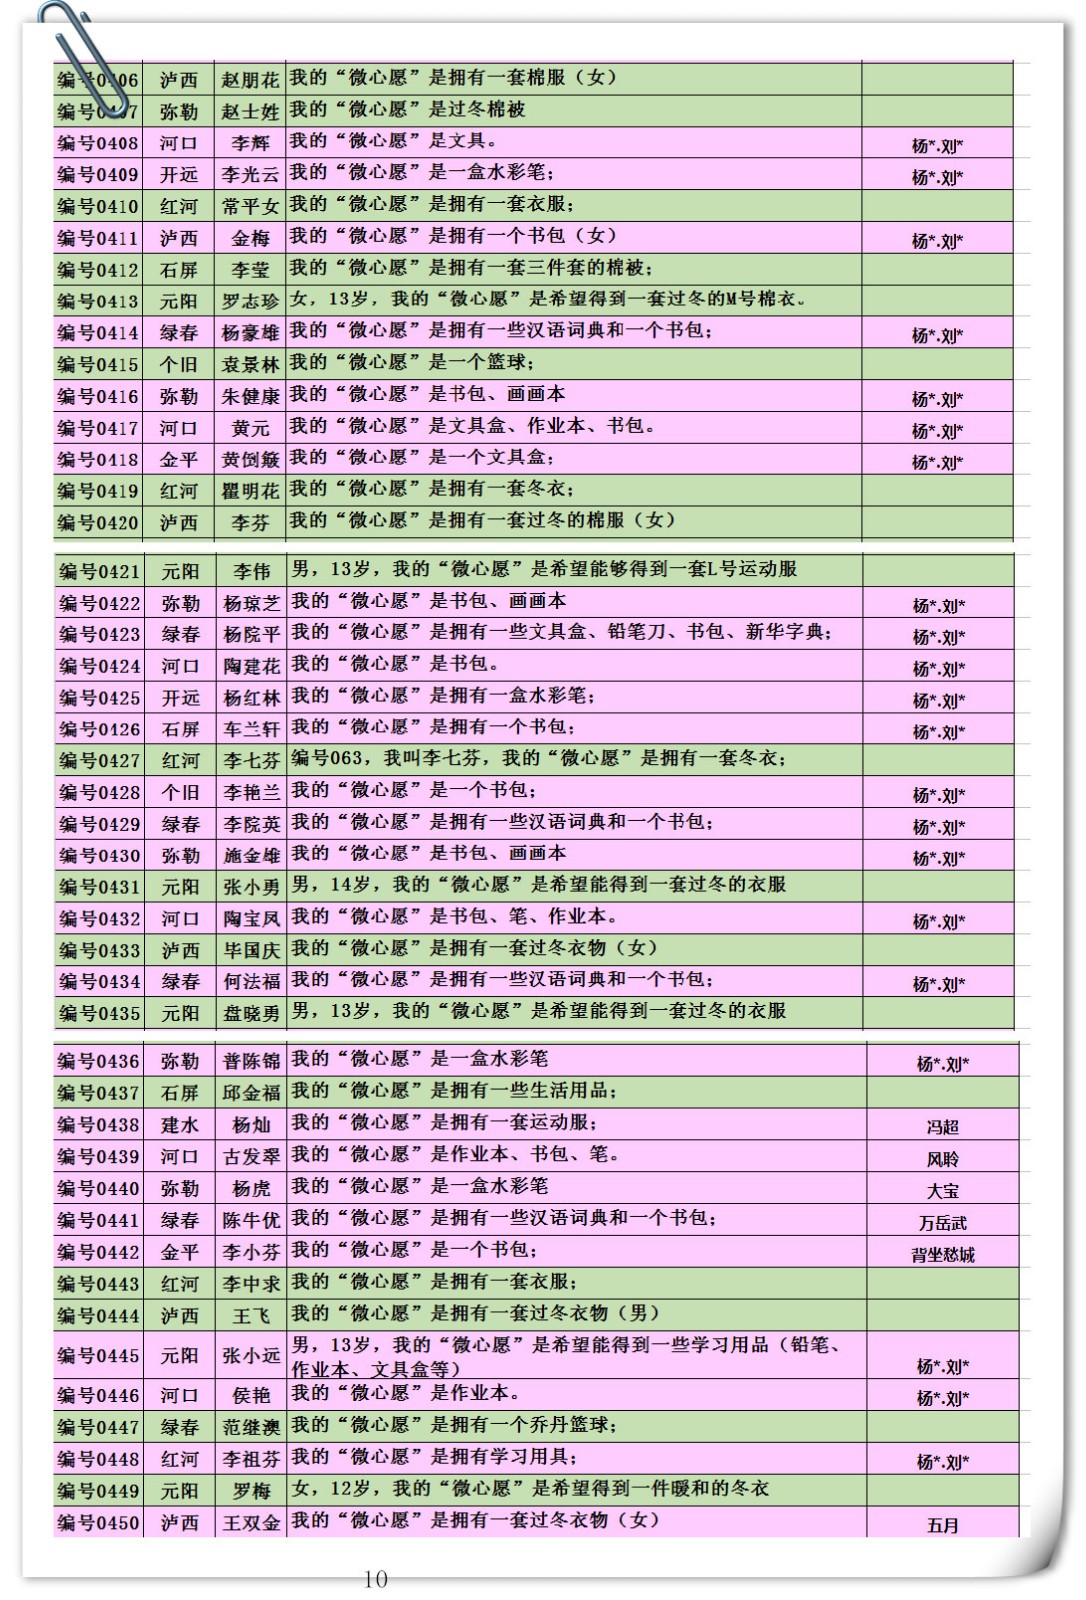 编号0406 泸西 赵朋花 我的“微心愿”是拥有一套棉服（女）
编号0407 弥勒 赵士姓 我的“微心愿”是过冬棉被
编号0408 河口 李辉 我的“微心愿”是文具。 杨*.刘*
编号0409 开远 李光云 我的“微心愿”是一盒水彩笔； 杨*.刘*
编号0410 红河 常平女 我的“微心愿”是拥有一套衣服；
编号0411 泸西 金梅 我的“微心愿”是拥有一个书包（女） 杨*.刘*
编号0412 石屏 李莹 我的“微心愿”是拥有一套三件套的棉被；
编号0413 元阳 罗志珍 女，13岁，我的“微心愿”是希望得到一套过冬的M号棉衣。
编号0414 绿春 杨豪雄 我的“微心愿”是拥有一些汉语词典和一个书包； 杨*.刘*
编号0415 个旧 袁景林 我的“微心愿”是一个篮球；
编号0416 弥勒 朱健康 我的“微心愿”是书包、画画本 杨*.刘*
编号0417 河口 黄元 我的“微心愿”是文具盒、作业本、书包。 杨*.刘*
编号0418 金平 黄倒簸 我的“微心愿”是一个文具盒； 杨*.刘*
编号0419 红河 瞿明花 我的“微心愿”是拥有一套冬衣；
编号0420 泸西 李芬 我的“微心愿”是拥有一套过冬的棉服（女）
编号0421 元阳 李伟 男，13岁，我的“微心愿”是希望能够得到一套L号运动服
编号0422 弥勒 杨琼芝 我的“微心愿”是书包、画画本 杨*.刘*
编号0423 绿春 杨院平 我的“微心愿”是拥有一些文具盒、铅笔刀、书包、新华字典； 杨*.刘*
编号0424 河口 陶建花 我的“微心愿”是书包。 杨*.刘*
编号0425 开远 杨红林 我的“微心愿”是拥有一盒水彩笔； 杨*.刘*
编号0426 石屏 车兰轩 我的“微心愿”是拥有一个书包； 杨*.刘*
编号0427 红河 李七芬 编号063，我叫李七芬，我的“微心愿”是拥有一套冬衣；
编号0428 个旧 李艳兰 我的“微心愿”是一个书包； 杨*.刘*
编号0429 绿春 李院英 我的“微心愿”是拥有一些汉语词典和一个书包； 杨*.刘*
编号0430 弥勒 施金雄 我的“微心愿”是书包、画画本 杨*.刘*
编号0431 元阳 张小勇 男，14岁，我的“微心愿”是希望能得到一套过冬的衣服
编号0432 河口 陶宝凤 我的“微心愿”是书包、笔、作业本。 杨*.刘*
编号0433 泸西 毕国庆 我的“微心愿”是拥有一套过冬衣物（女）
编号0434 绿春 何法福 我的“微心愿”是拥有一些汉语词典和一个书包； 杨*.刘*
编号0435 元阳 盘晓勇 男，13岁，我的“微心愿”是希望能得到一套过冬的衣服
编号0436 弥勒 普陈锦 我的“微心愿”是一盒水彩笔 杨*.刘*
编号0437 石屏 邱金福 我的“微心愿”是拥有一些生活用品；
编号0438 建水 杨灿 我的“微心愿”是拥有一套运动服； 冯超
编号0439 河口 古发翠 我的“微心愿”是作业本、书包、笔。 风聆
编号0440 弥勒 杨虎 我的“微心愿”是一盒水彩笔 大宝
编号0441 绿春 陈牛优 我的“微心愿”是拥有一些汉语词典和一个书包； 万岳武
编号0442 金平 李小芬 我的“微心愿”是一个书包； 背坐愁城
编号0443 红河 李中求 我的“微心愿”是拥有一套衣服；
编号0444 泸西 王飞 我的“微心愿”是拥有一套过冬衣物（男）
编号0445 元阳 张小远 男，13岁，我的“微心愿”是希望能得到一些学习用品（铅笔、
作业本、文具盒等） 杨*.刘*
编号0446 河口 侯艳 我的“微心愿”是作业本。 杨*.刘*
编号0447 绿春 范继澳 我的“微心愿”是拥有一个乔丹篮球；
编号0448 红河 李祖芬 我的“微心愿”是拥有学习用具； 杨*.刘*
编号0449 元阳 罗梅 女，12岁，我的“微心愿”是希望得到一件暖和的冬衣
编号0450 泸西 王双金 我的“微心愿”是拥有一套过冬衣物（女） 五月
10